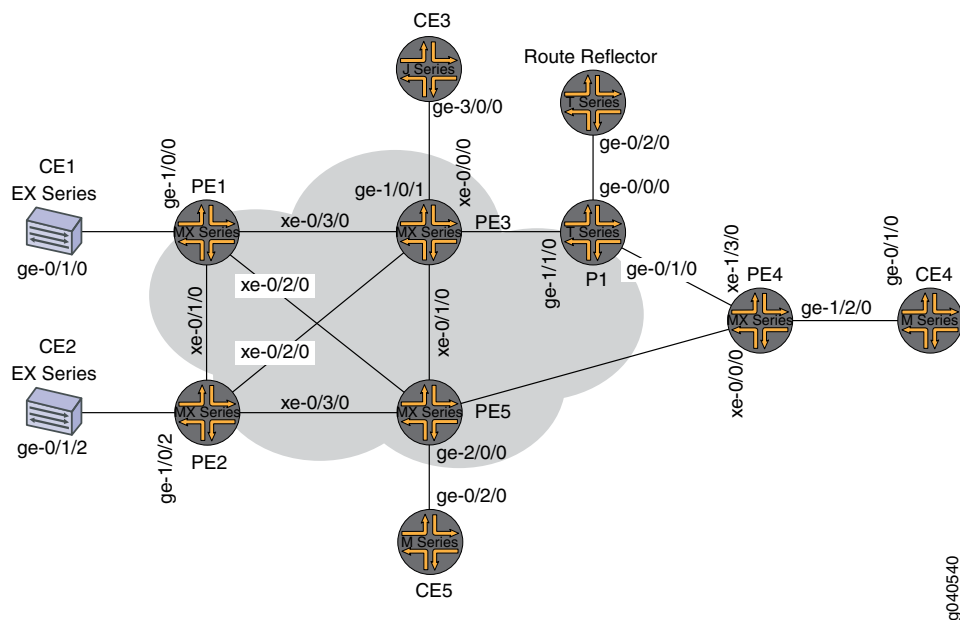 CE3
J Series
ge-3/0/0
Route Reflector
T Series
ge-0/2/0
CE1
EX Series
ge-0/1/0
ge-1/0/0
PE1
MX Series
xe-0/3/0
ge-1/0/1
xe-0/0/0
MX Series
PE3
ge-0/0/0
T Series
ge-1/1/0
P1
ge-0/1/0
xe-1/3/0
PE4
MX Series
xe-0/0/0
ge-1/2/0
ge-0/1/0
CE4
M Series
xe-0/1/0
xe-0/2/0
xe-0/2/0
xe-0/1/0
CE2
EX Series
ge-0/1/2
ge-1/0/2
MX Series
PE2
xe-0/3/0
MX Series
PE5
ge-2/0/0
ge-0/2/0
M Series
CE5
g040540